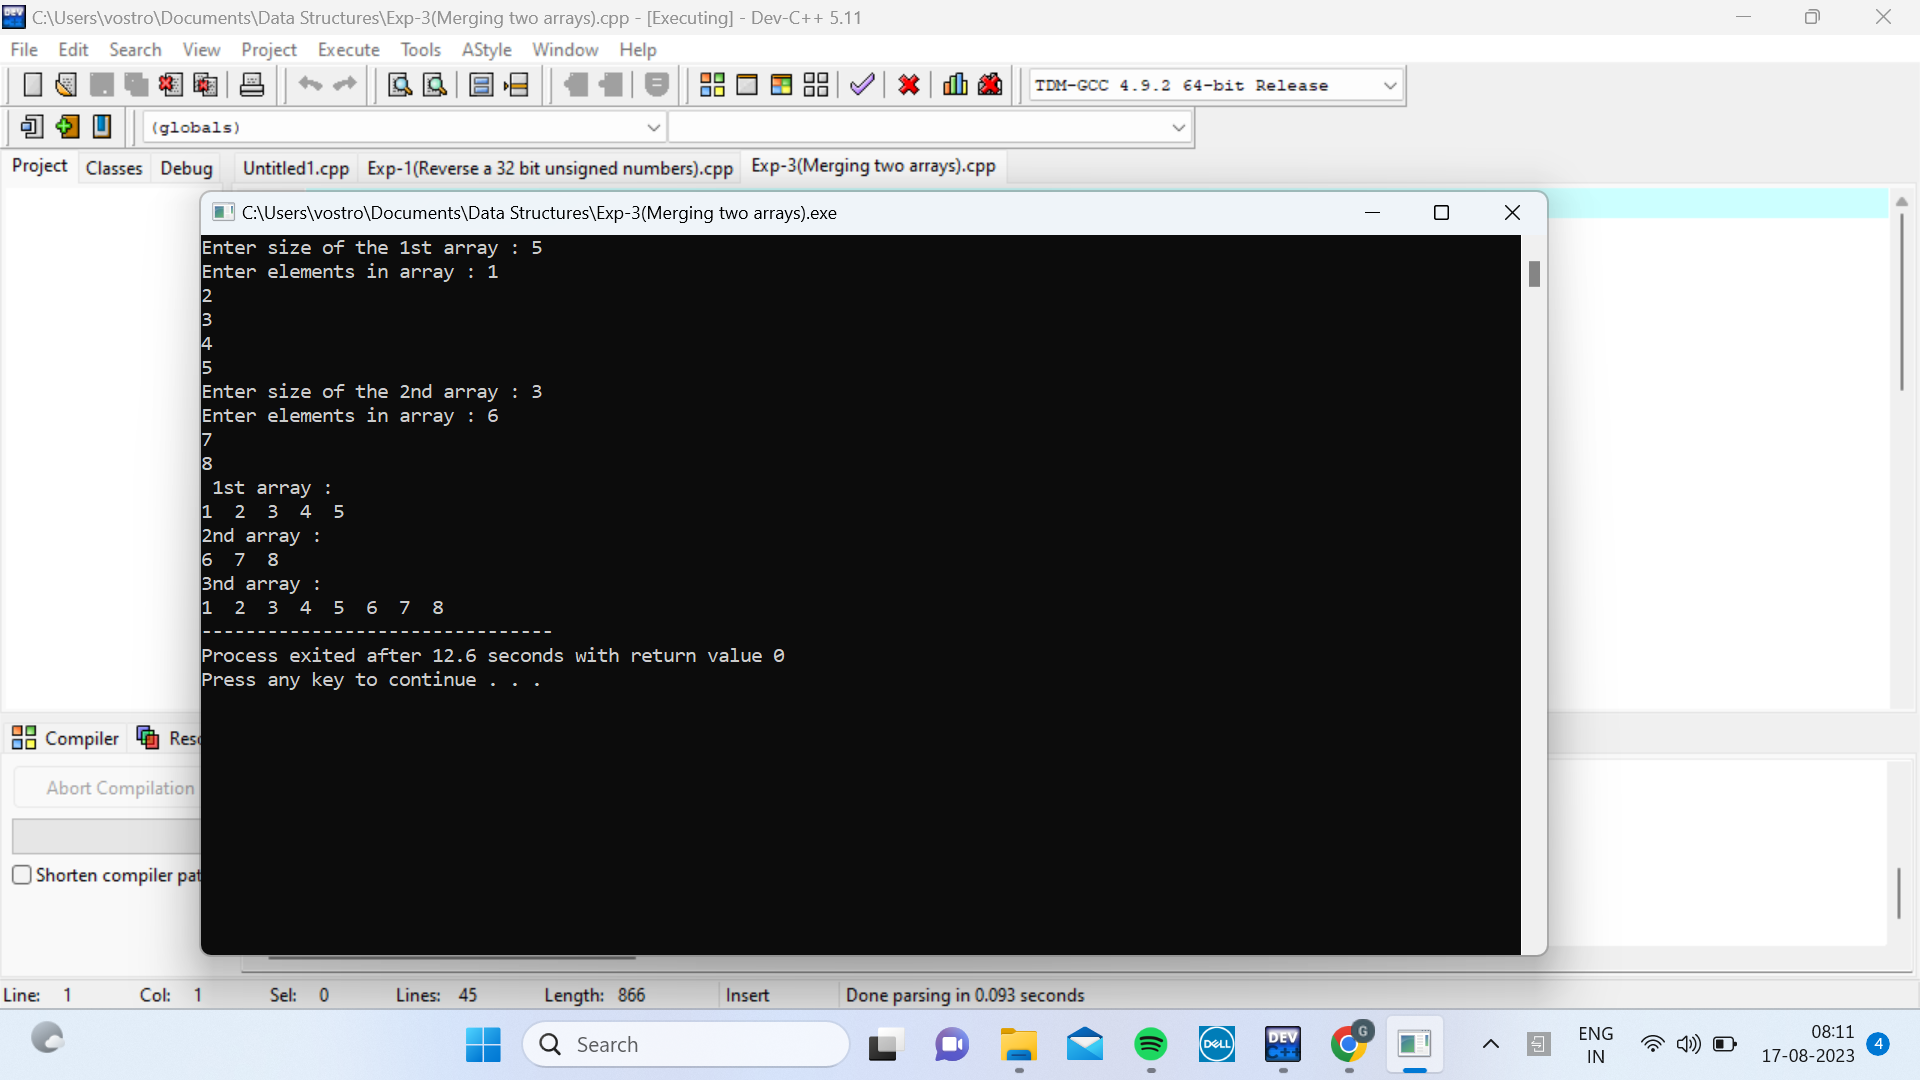 C:\Users\vostro\Documents\Data Structures\Exp-3(Merging two arrays).cpp - [Executing] - Dev-C++ 5.11
File Edit Search View Project Execute Tools AStyle Window Help
TDM-GCC 4.9.2 64-bit Release
(globals)
Project Classes Debug Untitled1.cpp Exp-1(Reverse a 32 bit unsigned numbers).cpp Exp-3(Merging two arrays).cpp
C:\Users\vostro\Documents\Data Structures\Exp-3(Merging two arrays).exe
Enter size of the 1st array : 5
Enter elements in array : 1
2
3
4
5
Enter size of the 2nd array : 3
Enter elements in array : 6
7
8
1st array :
1 2 3 4 5
2nd array :
6 7 8
3nd array :
1 2 3 4 5 6 7 8
--------------------------------
Process exited after 12.6 seconds with return value 0
Press any key to continue . . .
Compiler
Abort Compilation
Shorten compiler
Line: 1 Col: 1 Sel: 0 Lines: 45 Length: 866 Insert Done parsing in 0.093 seconds
Search
DELL
DEV C++
G
ENG
IN
08:11
17-08-2023
4